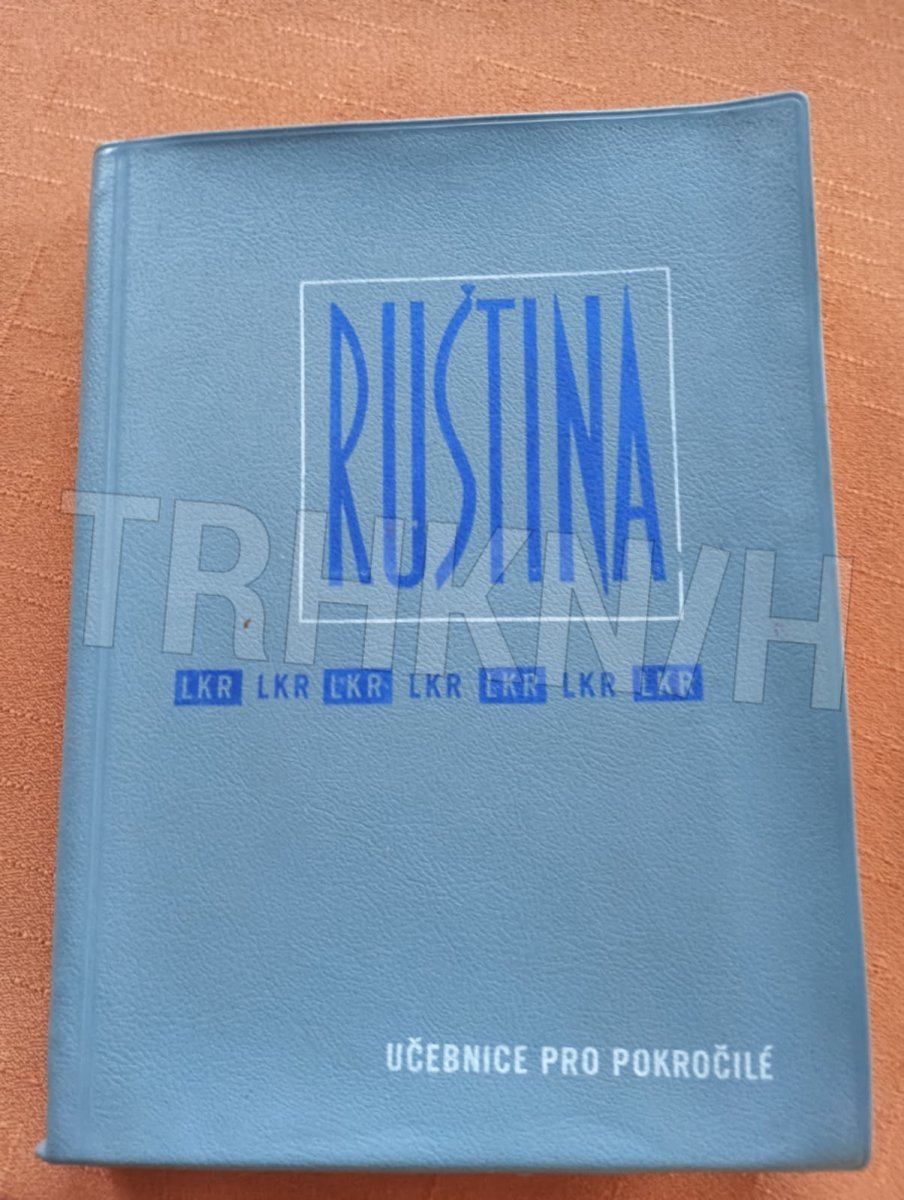 RUŠTINA
LKR LKR LKR LKR LKR LKR LKR
UČEBNICE PRO POKROČILÉ
TRHKNIH